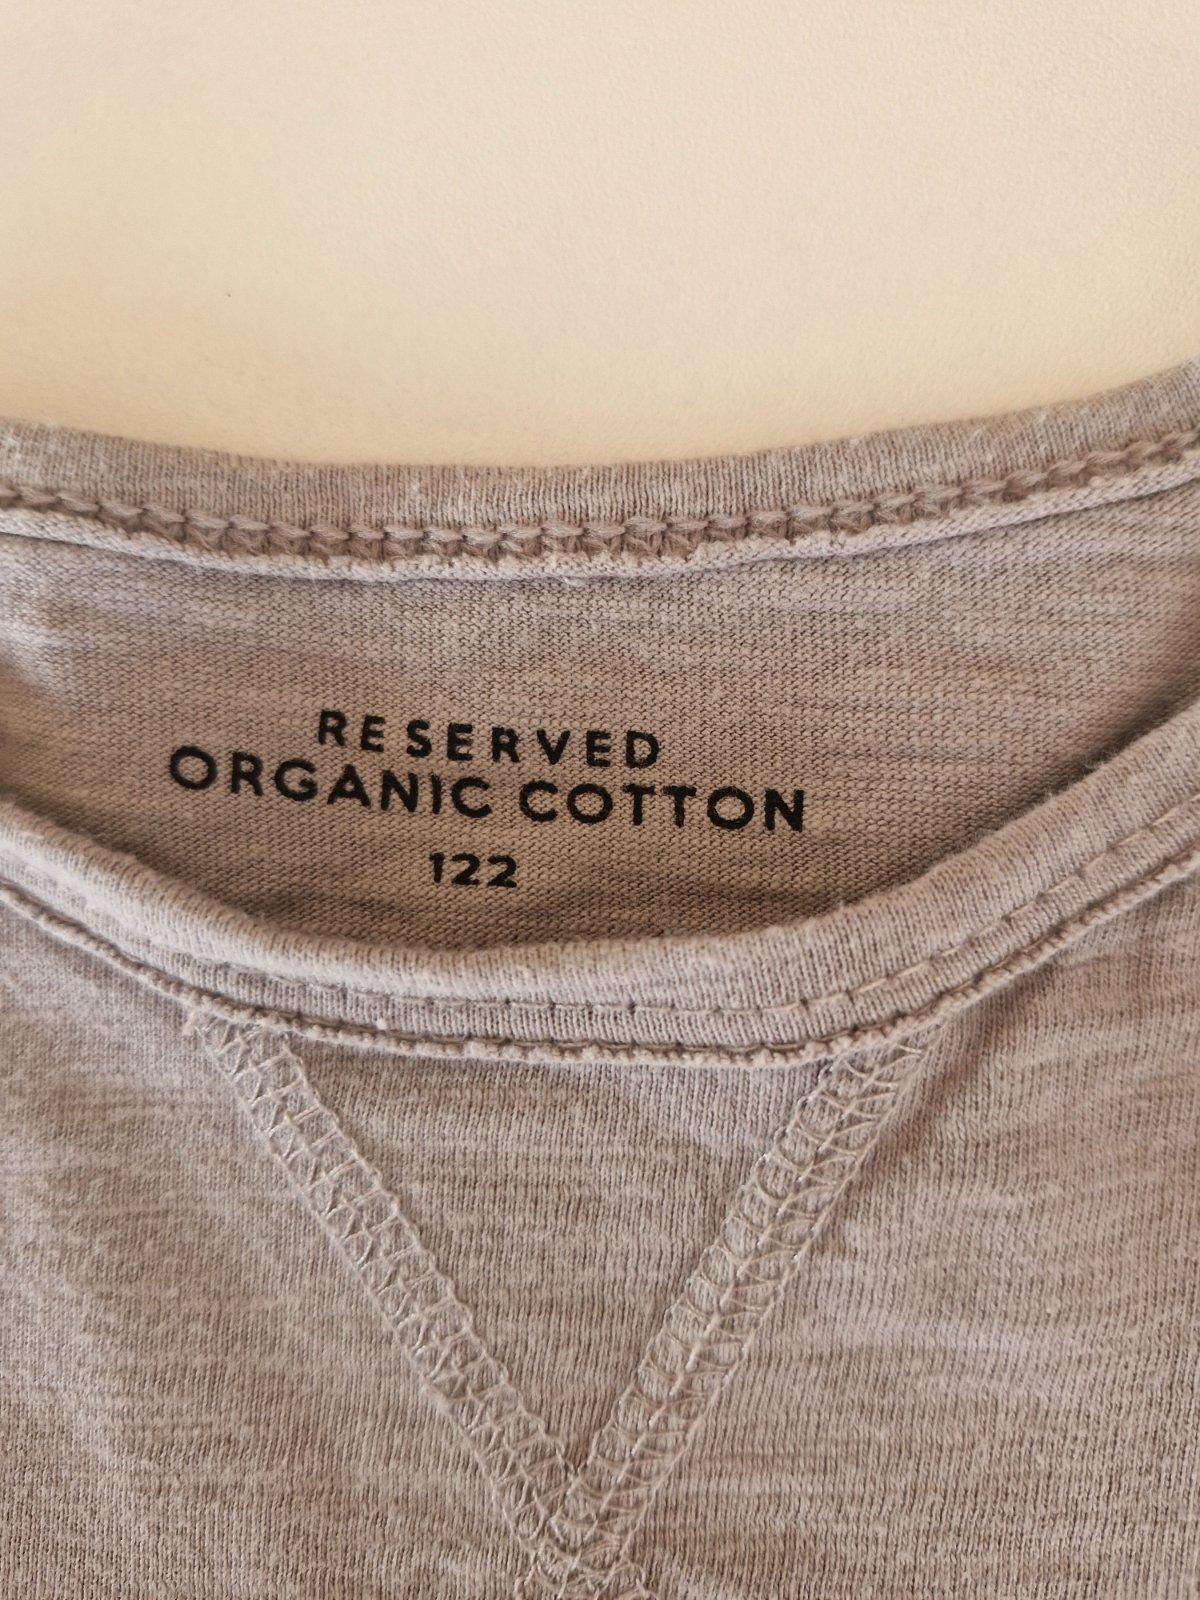 RESERVED
ORGANIC COTTON
122